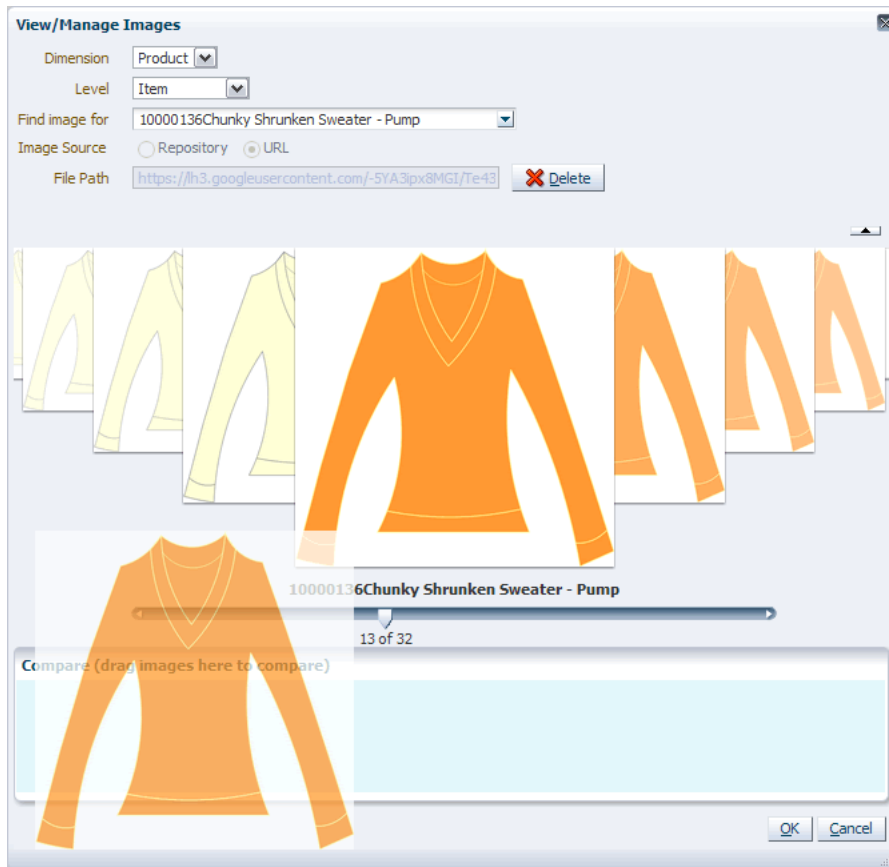 View/Manage Images
Dimension Product
Level Item
Find image for 10000136Chunky Shrunken Sweater - Pump
Image Source Repository URL
File Path https://lh3.googleusercontent.com/-5YA3ipx8MGI/Te43 Delete
10000136Chunky Shrunken Sweater - Pump
13 of 32
Compare (drag images here to compare)
OK Cancel